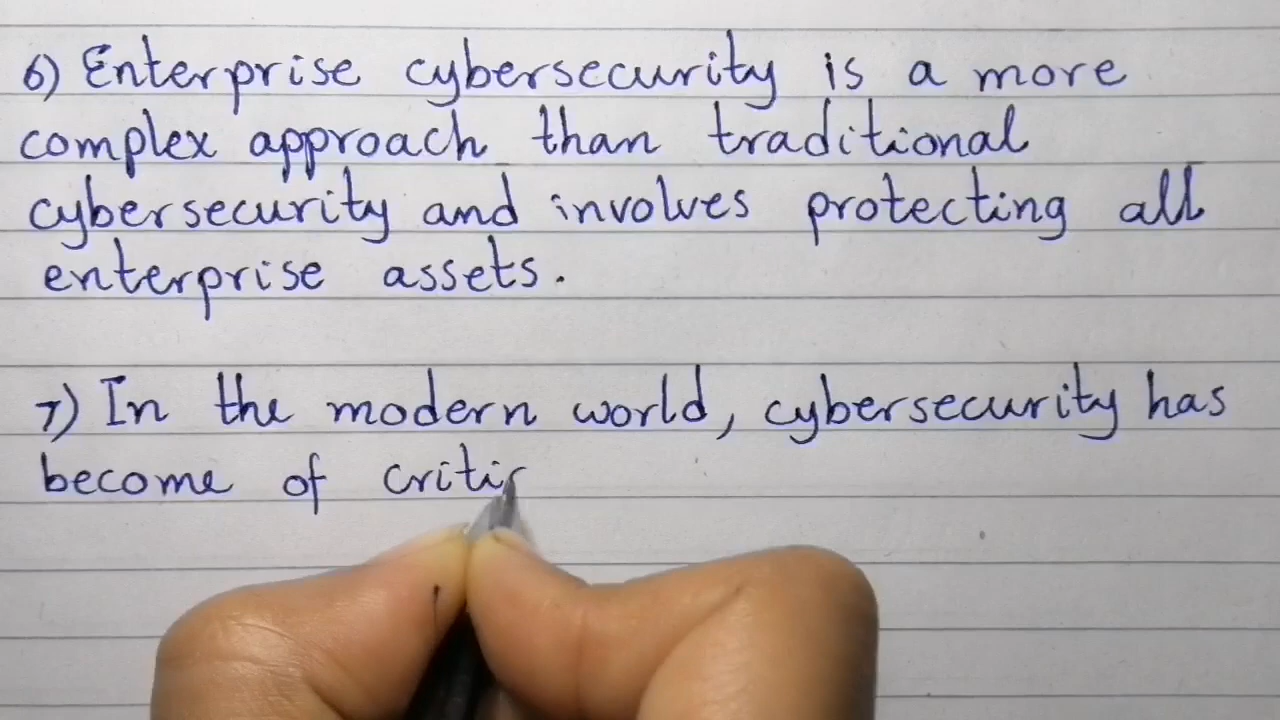 6) Enterprise cybersecurity is a more
complex approach than traditional
cybersecurity and involves protecting all
enterprise assets.
7) In the modern world, cybersecurity has
become of critic